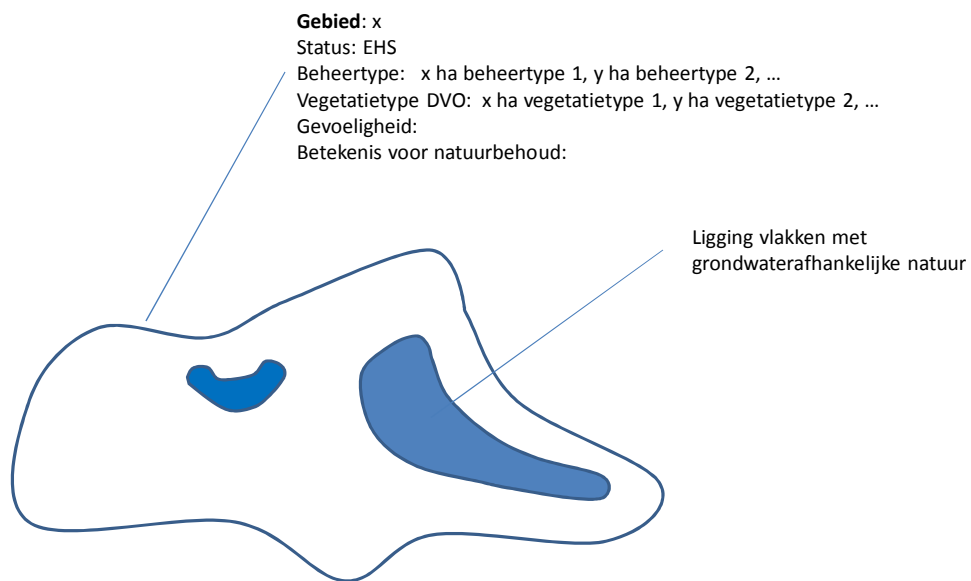 Gebied: x
Status: EHS
Beheertype: x ha beheertype 1, y ha beheertype 2, ...
Vegetatietype DVO: x ha vegetatietype 1, y ha vegetatietype 2, ...
Gevoeligheid:
Betekenis voor natuurbehoud:
Ligging vlakken met
grondwaterafhankelijke natuur